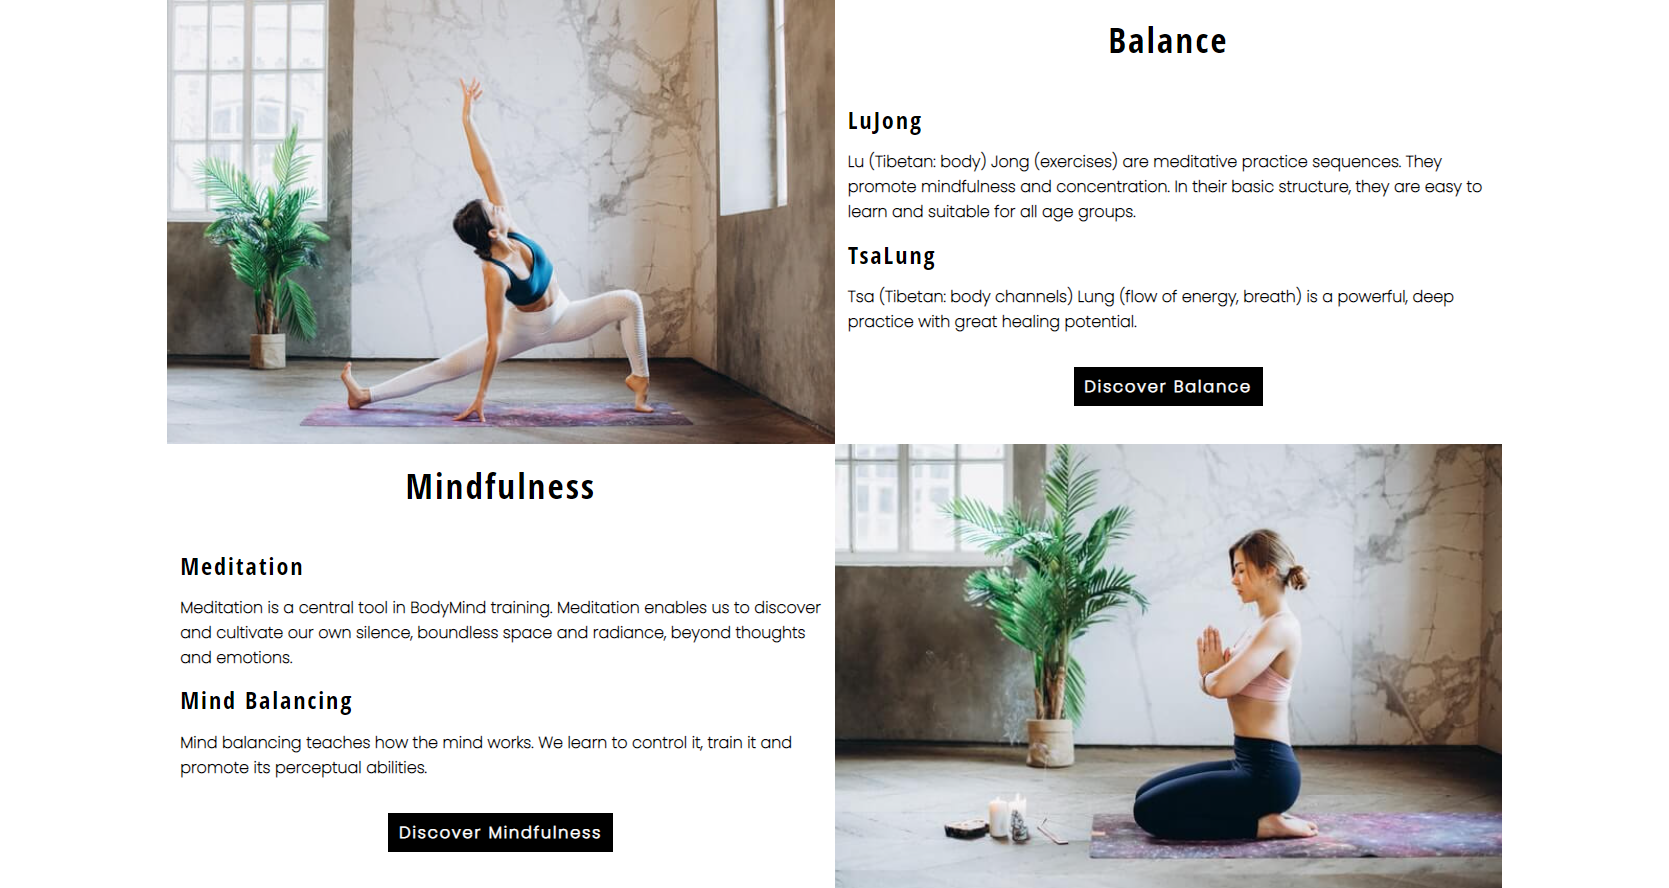 Balance
LuJong
Lu (Tibetan: body) Jong (exercises) are meditative practice sequences. They
promote mindfulness and concentration. In their basic structure, they are easy to
learn and suitable for all age groups.
TsaLung
Tsa (Tibetan: body channels) Lung (flow of energy, breath) is a powerful, deep
practice with great healing potential.
Discover Balance
Mindfulness
Meditation
Meditation is a central tool in BodyMind training. Meditation enables us to discover
and cultivate our own silence, boundless space and radiance, beyond thoughts
and emotions.
Mind Balancing
Mind balancing teaches how the mind works. We learn to control it, train it and
promote its perceptual abilities.
Discover Mindfulness